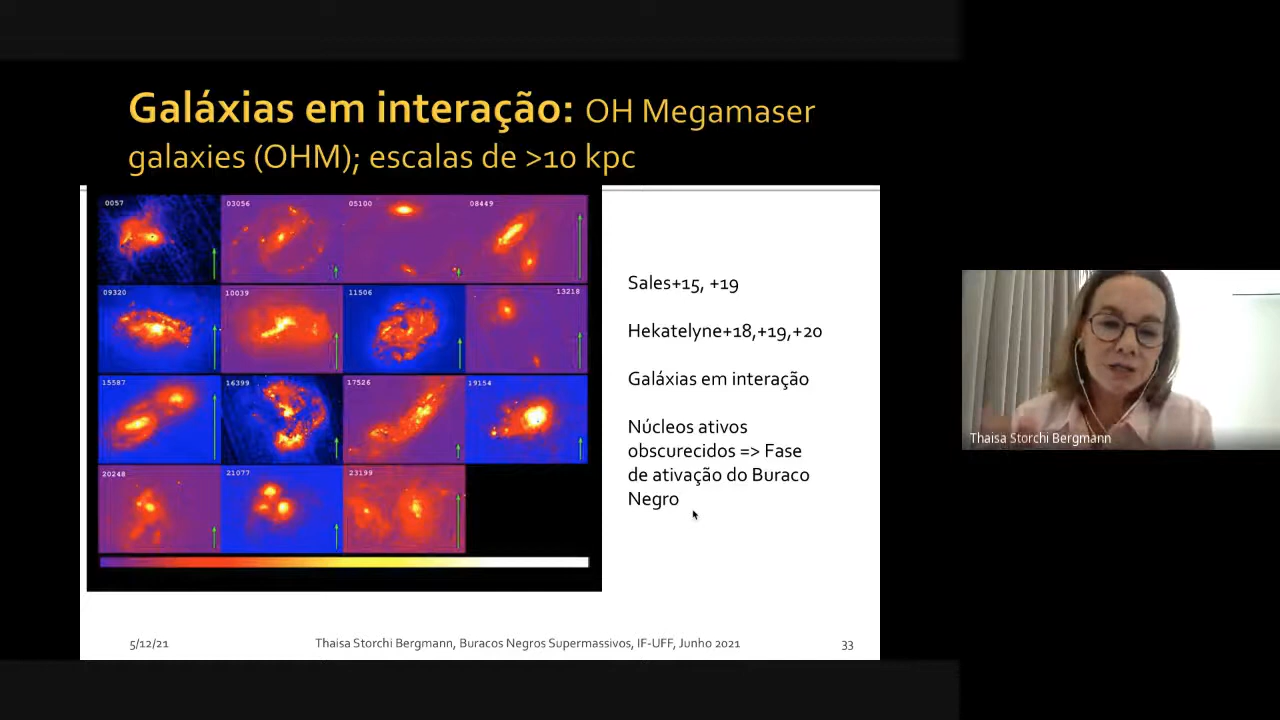 Galáxias em interação: OH Megamaser
galaxies (OHM); escalas de >10 kpc
0057
03056
05100
08449
09320
10039
11506
13218
15587
16399
17526
19154
20248
21077
23199
Sales+15, +19
Hekatelyne+18,+19,+20
Galáxias em interação
Núcleos ativos
obscurecidos => Fase
de ativação do Buraco
Negro
Thaisa Storchi Bergmann
5/12/21
Thaisa Storchi Bergmann, Buracos Negros Supermassivos, IF-UFF, Junho 2021
33